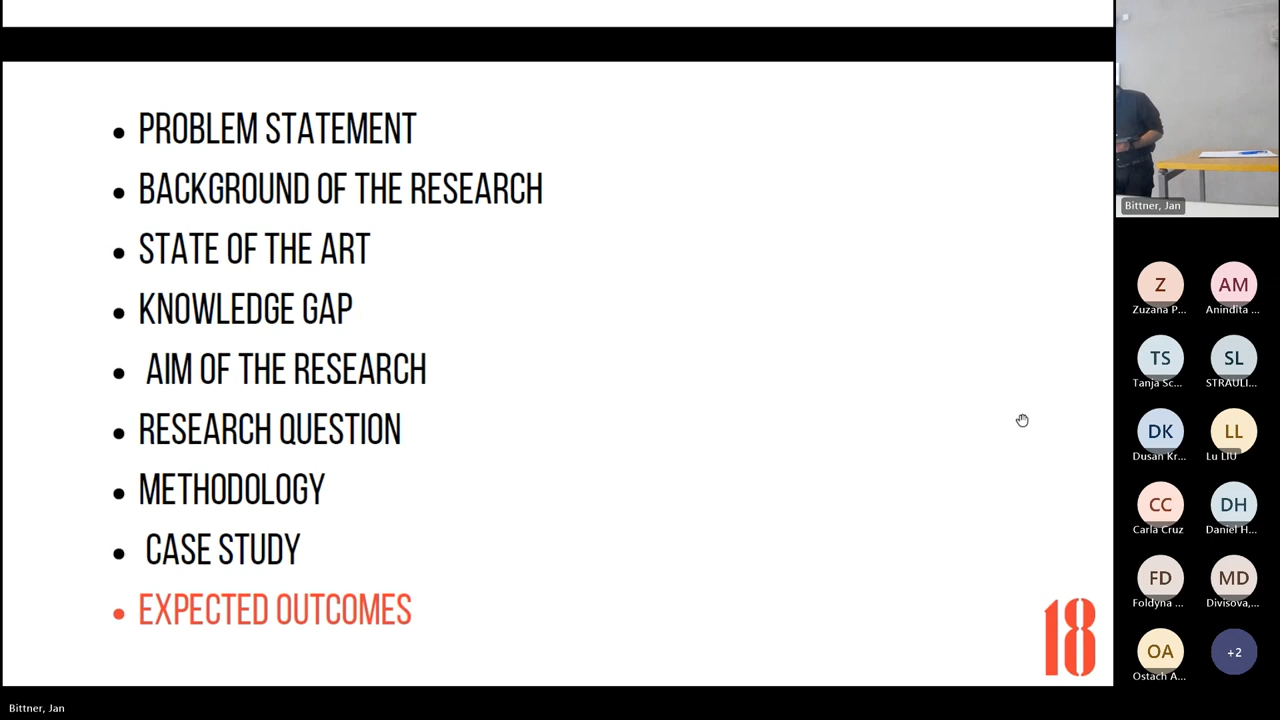 PROBLEM STATEMENT
BACKGROUND OF THE RESEARCH
STATE OF THE ART
KNOWLEDGE GAP
AIM OF THE RESEARCH
RESEARCH QUESTION
METHODOLOGY
CASE STUDY
EXPECTED OUTCOMES
18
Bittner, Jan
Z AM
Zuzana P... Anindita ...
TS SL
Tanja Sc... STRAULI...
DK LL
Dusan Kr... Lu LIU
CC DH
Carla Cruz Daniel H...
FD MD
Foldyna ... Divisova,...
OA +2
Ostach A...
Bittner, Jan